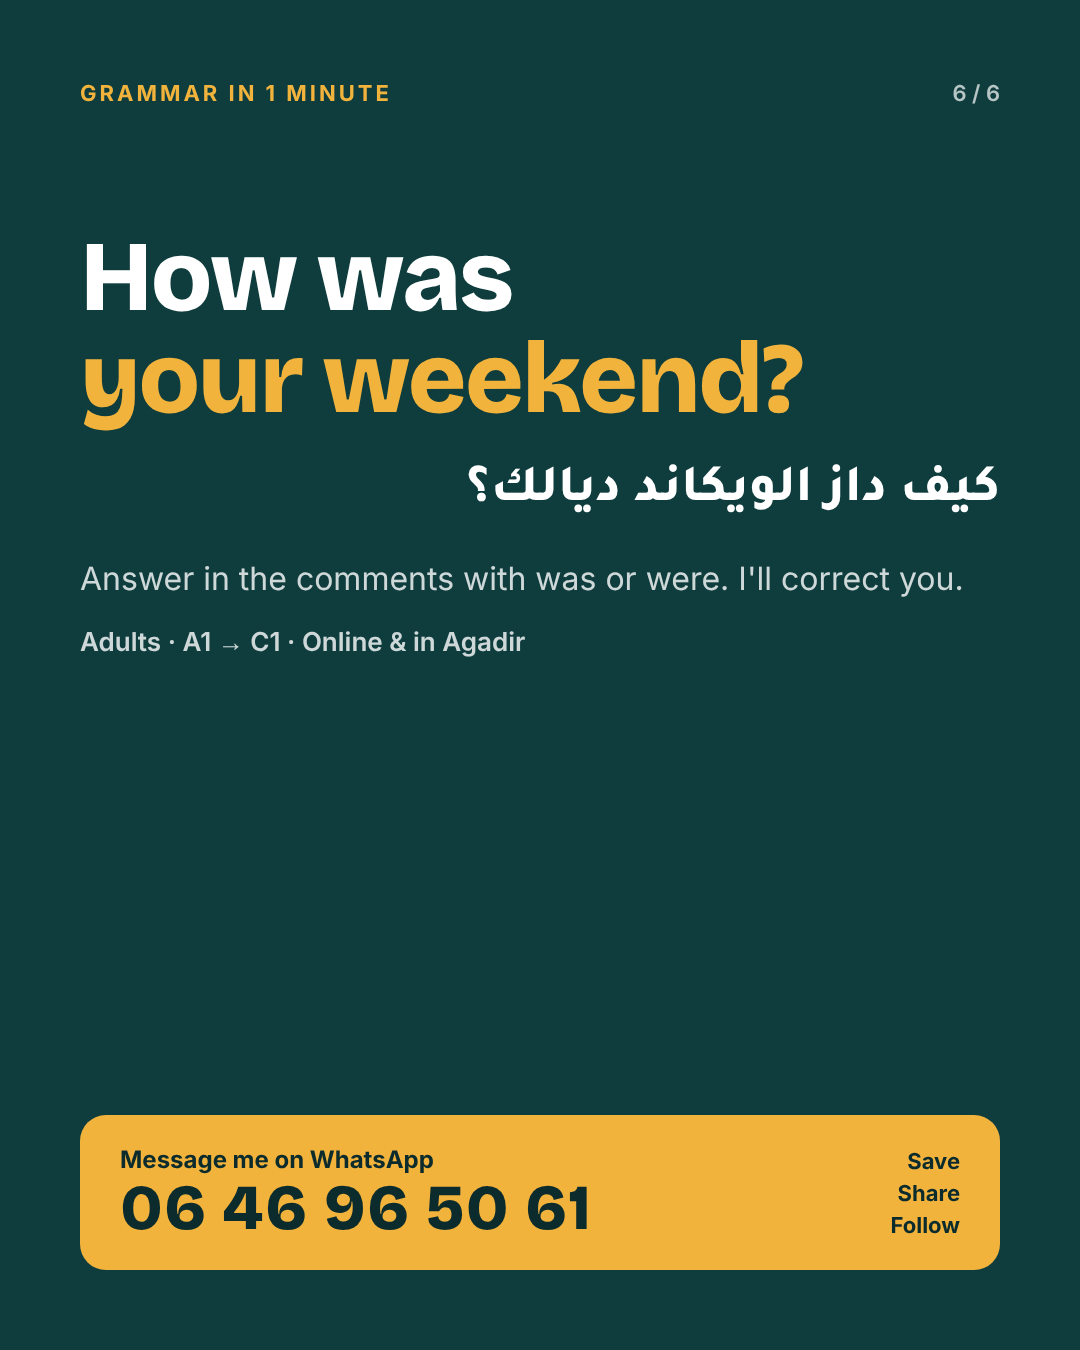 GRAMMAR IN 1 MINUTE
6 / 6
How was
your weekend?
كيف داز الويكاند ديالك؟
Answer in the comments with was or were. I'll correct you.
Adults · A1 → C1 · Online & in Agadir
Message me on WhatsApp
06 46 96 50 61
Save
Share
Follow